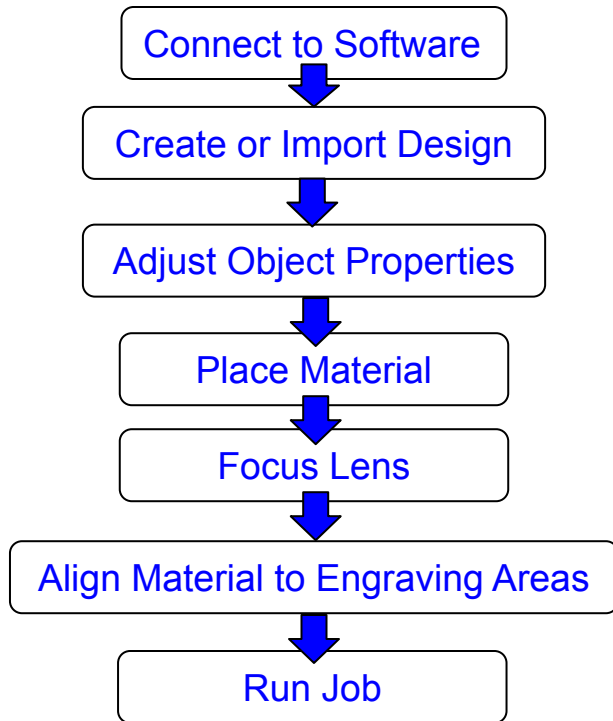 Connect to Software
Create or Import Design
Adjust Object Properties
Place Material
Focus Lens
Align Material to Engraving Areas
Run Job